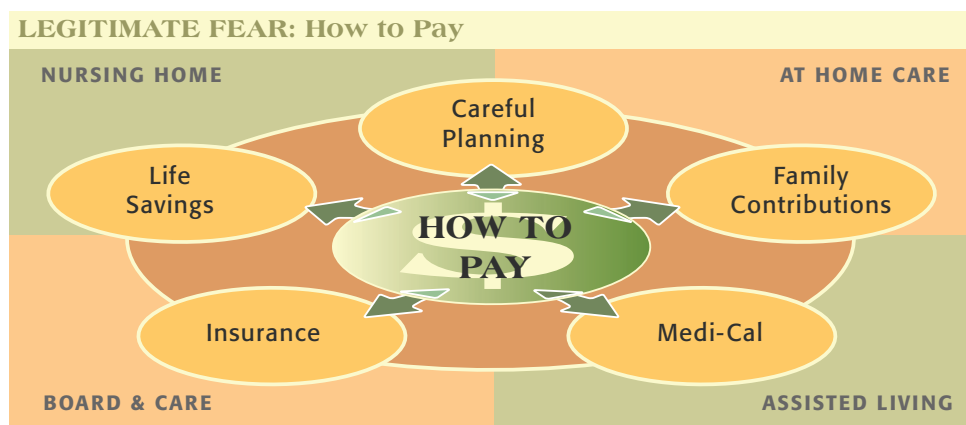 LEGITIMATE FEAR: How to Pay
NURSING HOME
AT HOME CARE
Careful
Planning
Life
Savings
Family
Contributions
$
HOW TO
PAY
Insurance
Medi-Cal
BOARD & CARE
ASSISTED LIVING